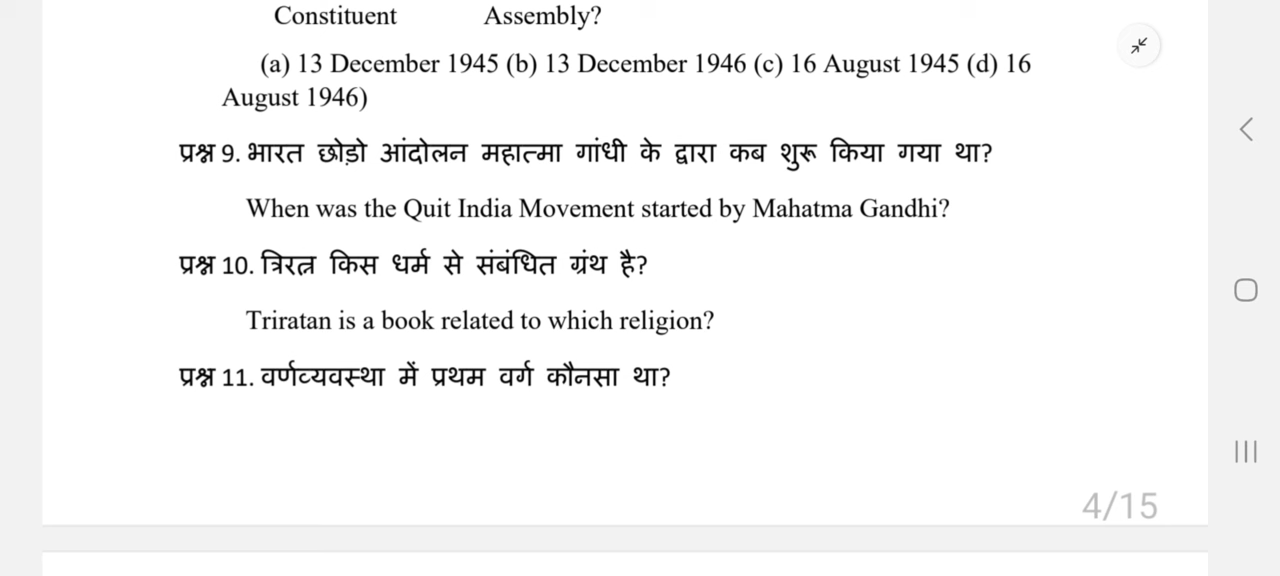 Constituent Assembly?
(a) 13 December 1945 (b) 13 December 1946 (c) 16 August 1945 (d) 16
August 1946)
प्रश्न 9. भारत छोड़ो आंदोलन महात्मा गांधी के द्वारा कब शुरू किया गया था?
When was the Quit India Movement started by Mahatma Gandhi?
प्रश्न 10. त्रिरत्न किस धर्म से संबंधित ग्रंथ है?
Triratan is a book related to which religion?
प्रश्न 11. वर्णव्यवस्था में प्रथम वर्ग कौनसा था?
4/15